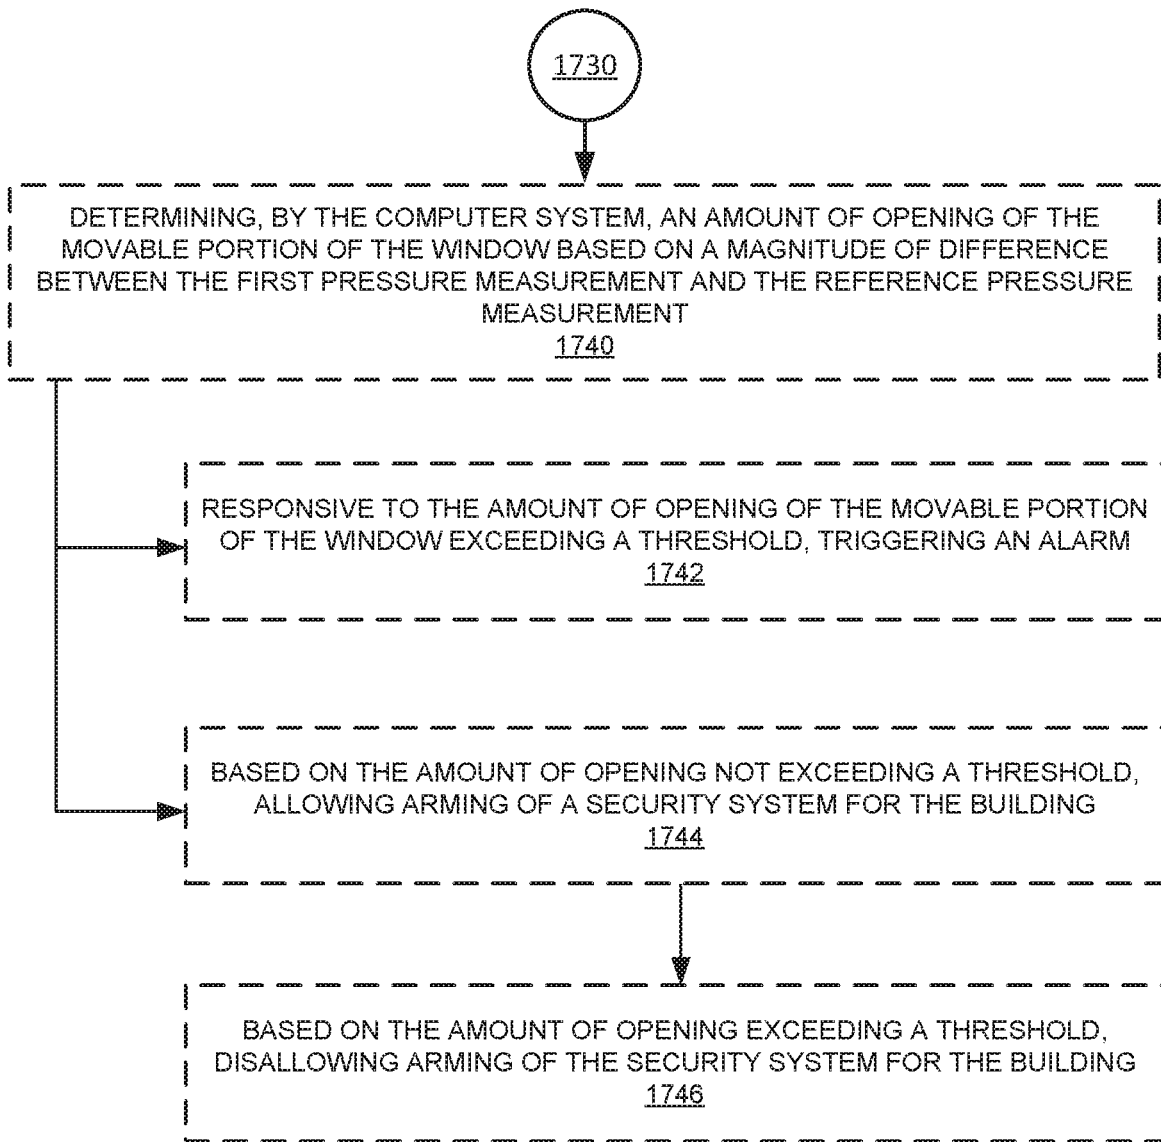 1730
DETERMINING, BY THE COMPUTER SYSTEM, AN AMOUNT OF OPENING OF THE
MOVABLE PORTION OF THE WINDOW BASED ON A MAGNITUDE OF DIFFERENCE
BETWEEN THE FIRST PRESSURE MEASUREMENT AND THE REFERENCE PRESSURE
MEASUREMENT
1740
RESPONSIVE TO THE AMOUNT OF OPENING OF THE MOVABLE PORTION
OF THE WINDOW EXCEEDING A THRESHOLD, TRIGGERING AN ALARM
1742
BASED ON THE AMOUNT OF OPENING NOT EXCEEDING A THRESHOLD,
ALLOWING ARMING OF A SECURITY SYSTEM FOR THE BUILDING
1744
BASED ON THE AMOUNT OF OPENING EXCEEDING A THRESHOLD,
DISALLOWING ARMING OF THE SECURITY SYSTEM FOR THE BUILDING
1746